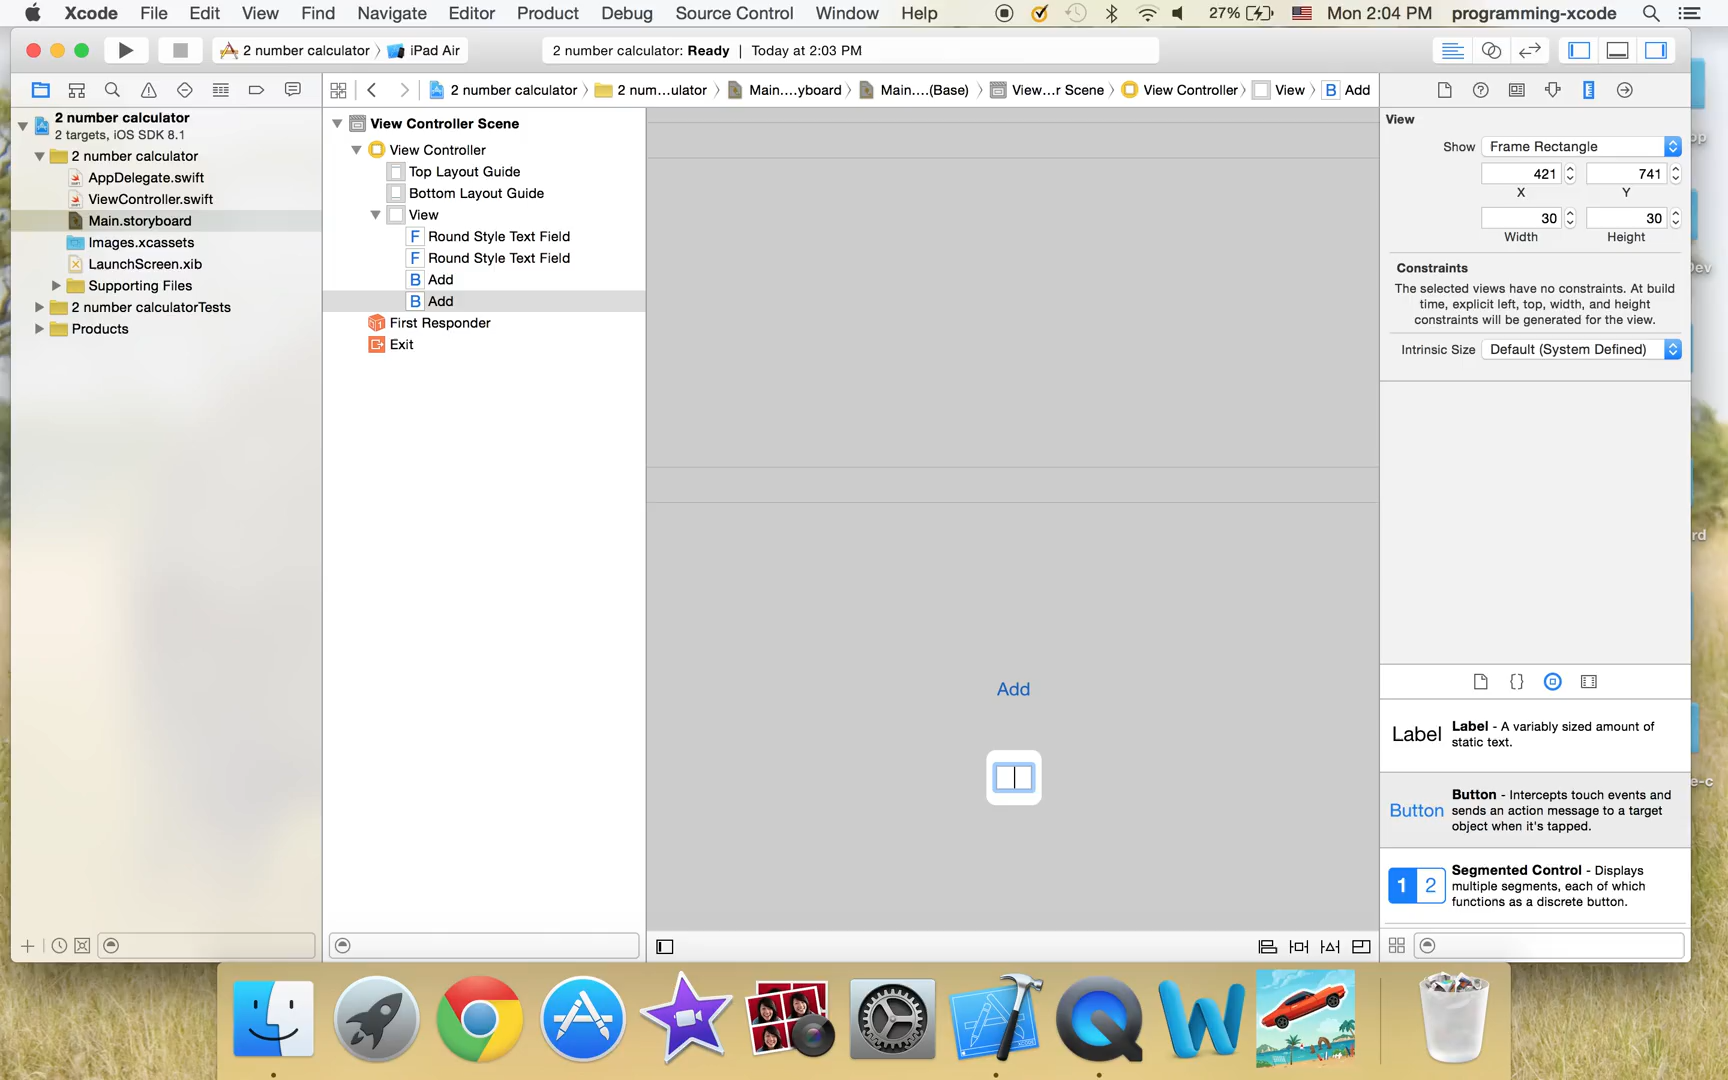 Xcode File Edit View Find Navigate Editor Product Debug Source Control Window Help 27% Mon 2:04 PM programming-xcode
2 number calculator iPad Air 2 number calculator: Ready | Today at 2:03 PM
2 number calculator 2 num...ulator Main....yboard Main....(Base) View...r Scene View Controller View B Add
2 number calculator
2 targets, iOS SDK 8.1
2 number calculator
AppDelegate.swift
ViewController.swift
Main.storyboard
Images.xcassets
LaunchScreen.xib
Supporting Files
2 number calculatorTests
Products
View Controller Scene
View Controller
Top Layout Guide
Bottom Layout Guide
View
F Round Style Text Field
F Round Style Text Field
B Add
B Add
First Responder
Exit
Add
View
Show Frame Rectangle
421 741
X Y
30 30
Width Height
Constraints
The selected views have no constraints. At build
time, explicit left, top, width, and height
constraints will be generated for the view.
Intrinsic Size Default (System Defined)
{}
Label Label - A variably sized amount of
static text.
Button Button - Intercepts touch events and
sends an action message to a target
object when it's tapped.
1 2 Segmented Control - Displays
multiple segments, each of which
functions as a discrete button.